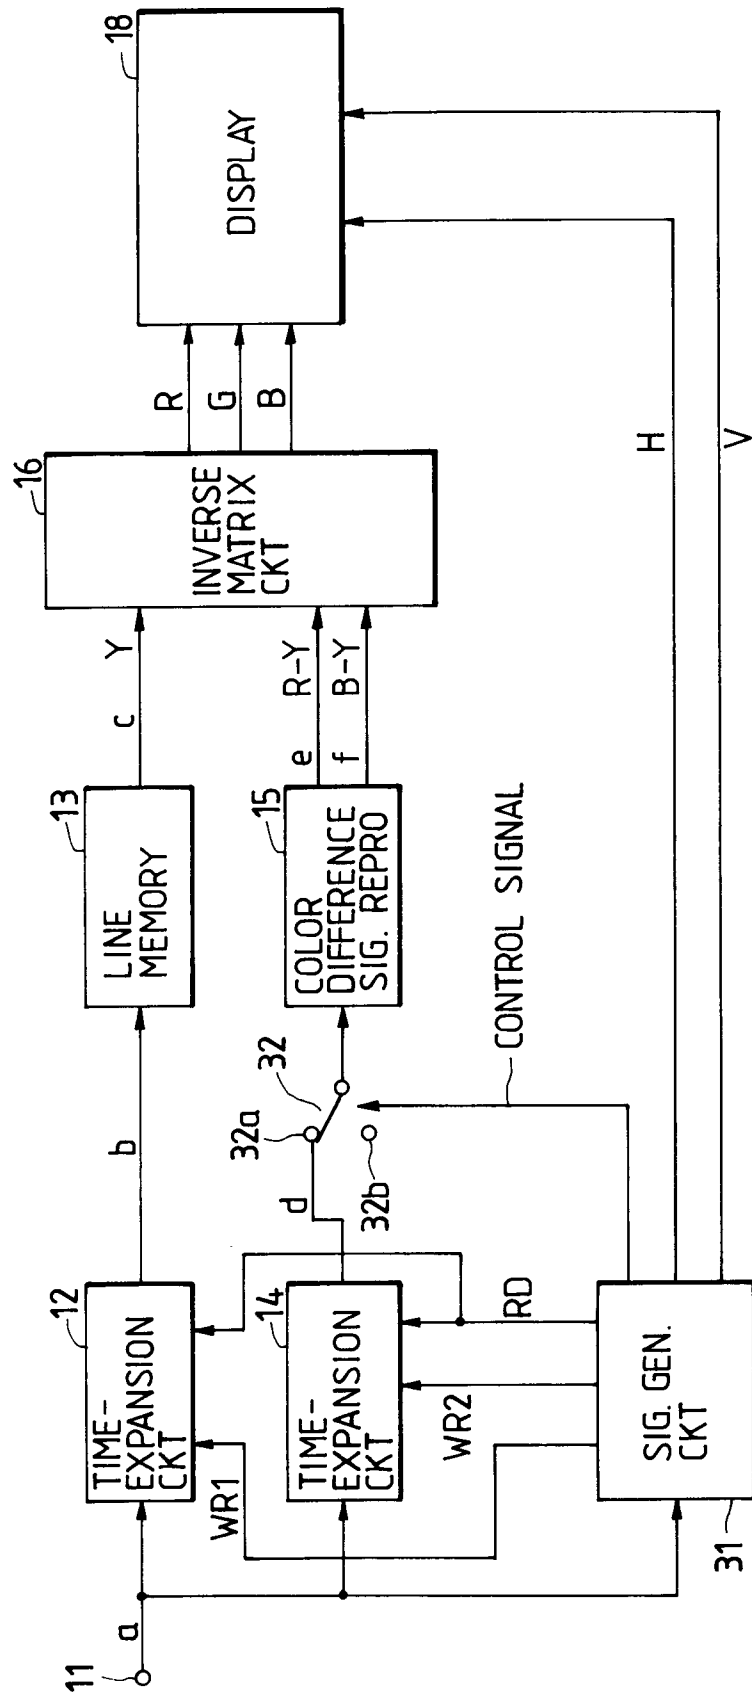 11
a
12
TIME-
EXPANSION
CKT
b
13
LINE
MEMORY
c
Y
16
INVERSE
MATRIX
CKT
R
G
B
18
DISPLAY
WR1
14
TIME-
EXPANSION
CKT
d
32a
32
32b
15
COLOR
DIFFERENCE
SIG. REPRO
e
R-Y
f
B-Y
WR2
RD
CONTROL SIGNAL
31
SIG. GEN.
CKT
H
V